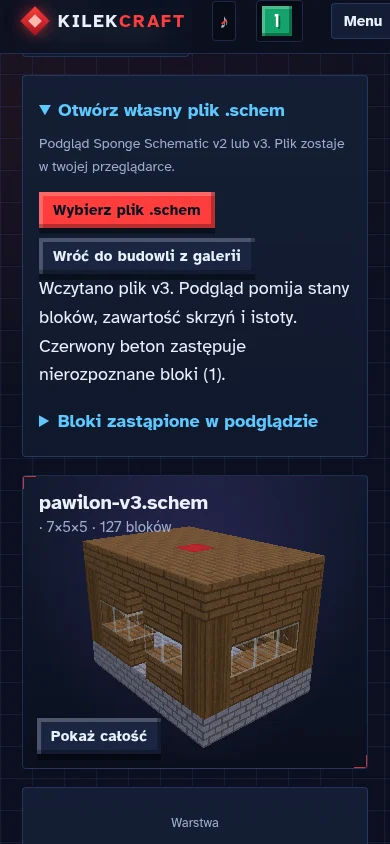 KILEKCRAFT
♪
1
Menu
▼ Otwórz własny plik .schem
Podgląd Sponge Schematic v2 lub v3. Plik zostaje
w twojej przeglądarce.
Wybierz plik .schem
Wróć do budowli z galerii
Wczytano plik v3. Podgląd pomija stany
bloków, zawartość skrzyń i istoty.
Czerwony beton zastępuje
nierozpoznane bloki (1).
▶ Bloki zastąpione w podglądzie
pawilon-v3.schem
· 7×5×5 · 127 bloków
Pokaż całość
Warstwa